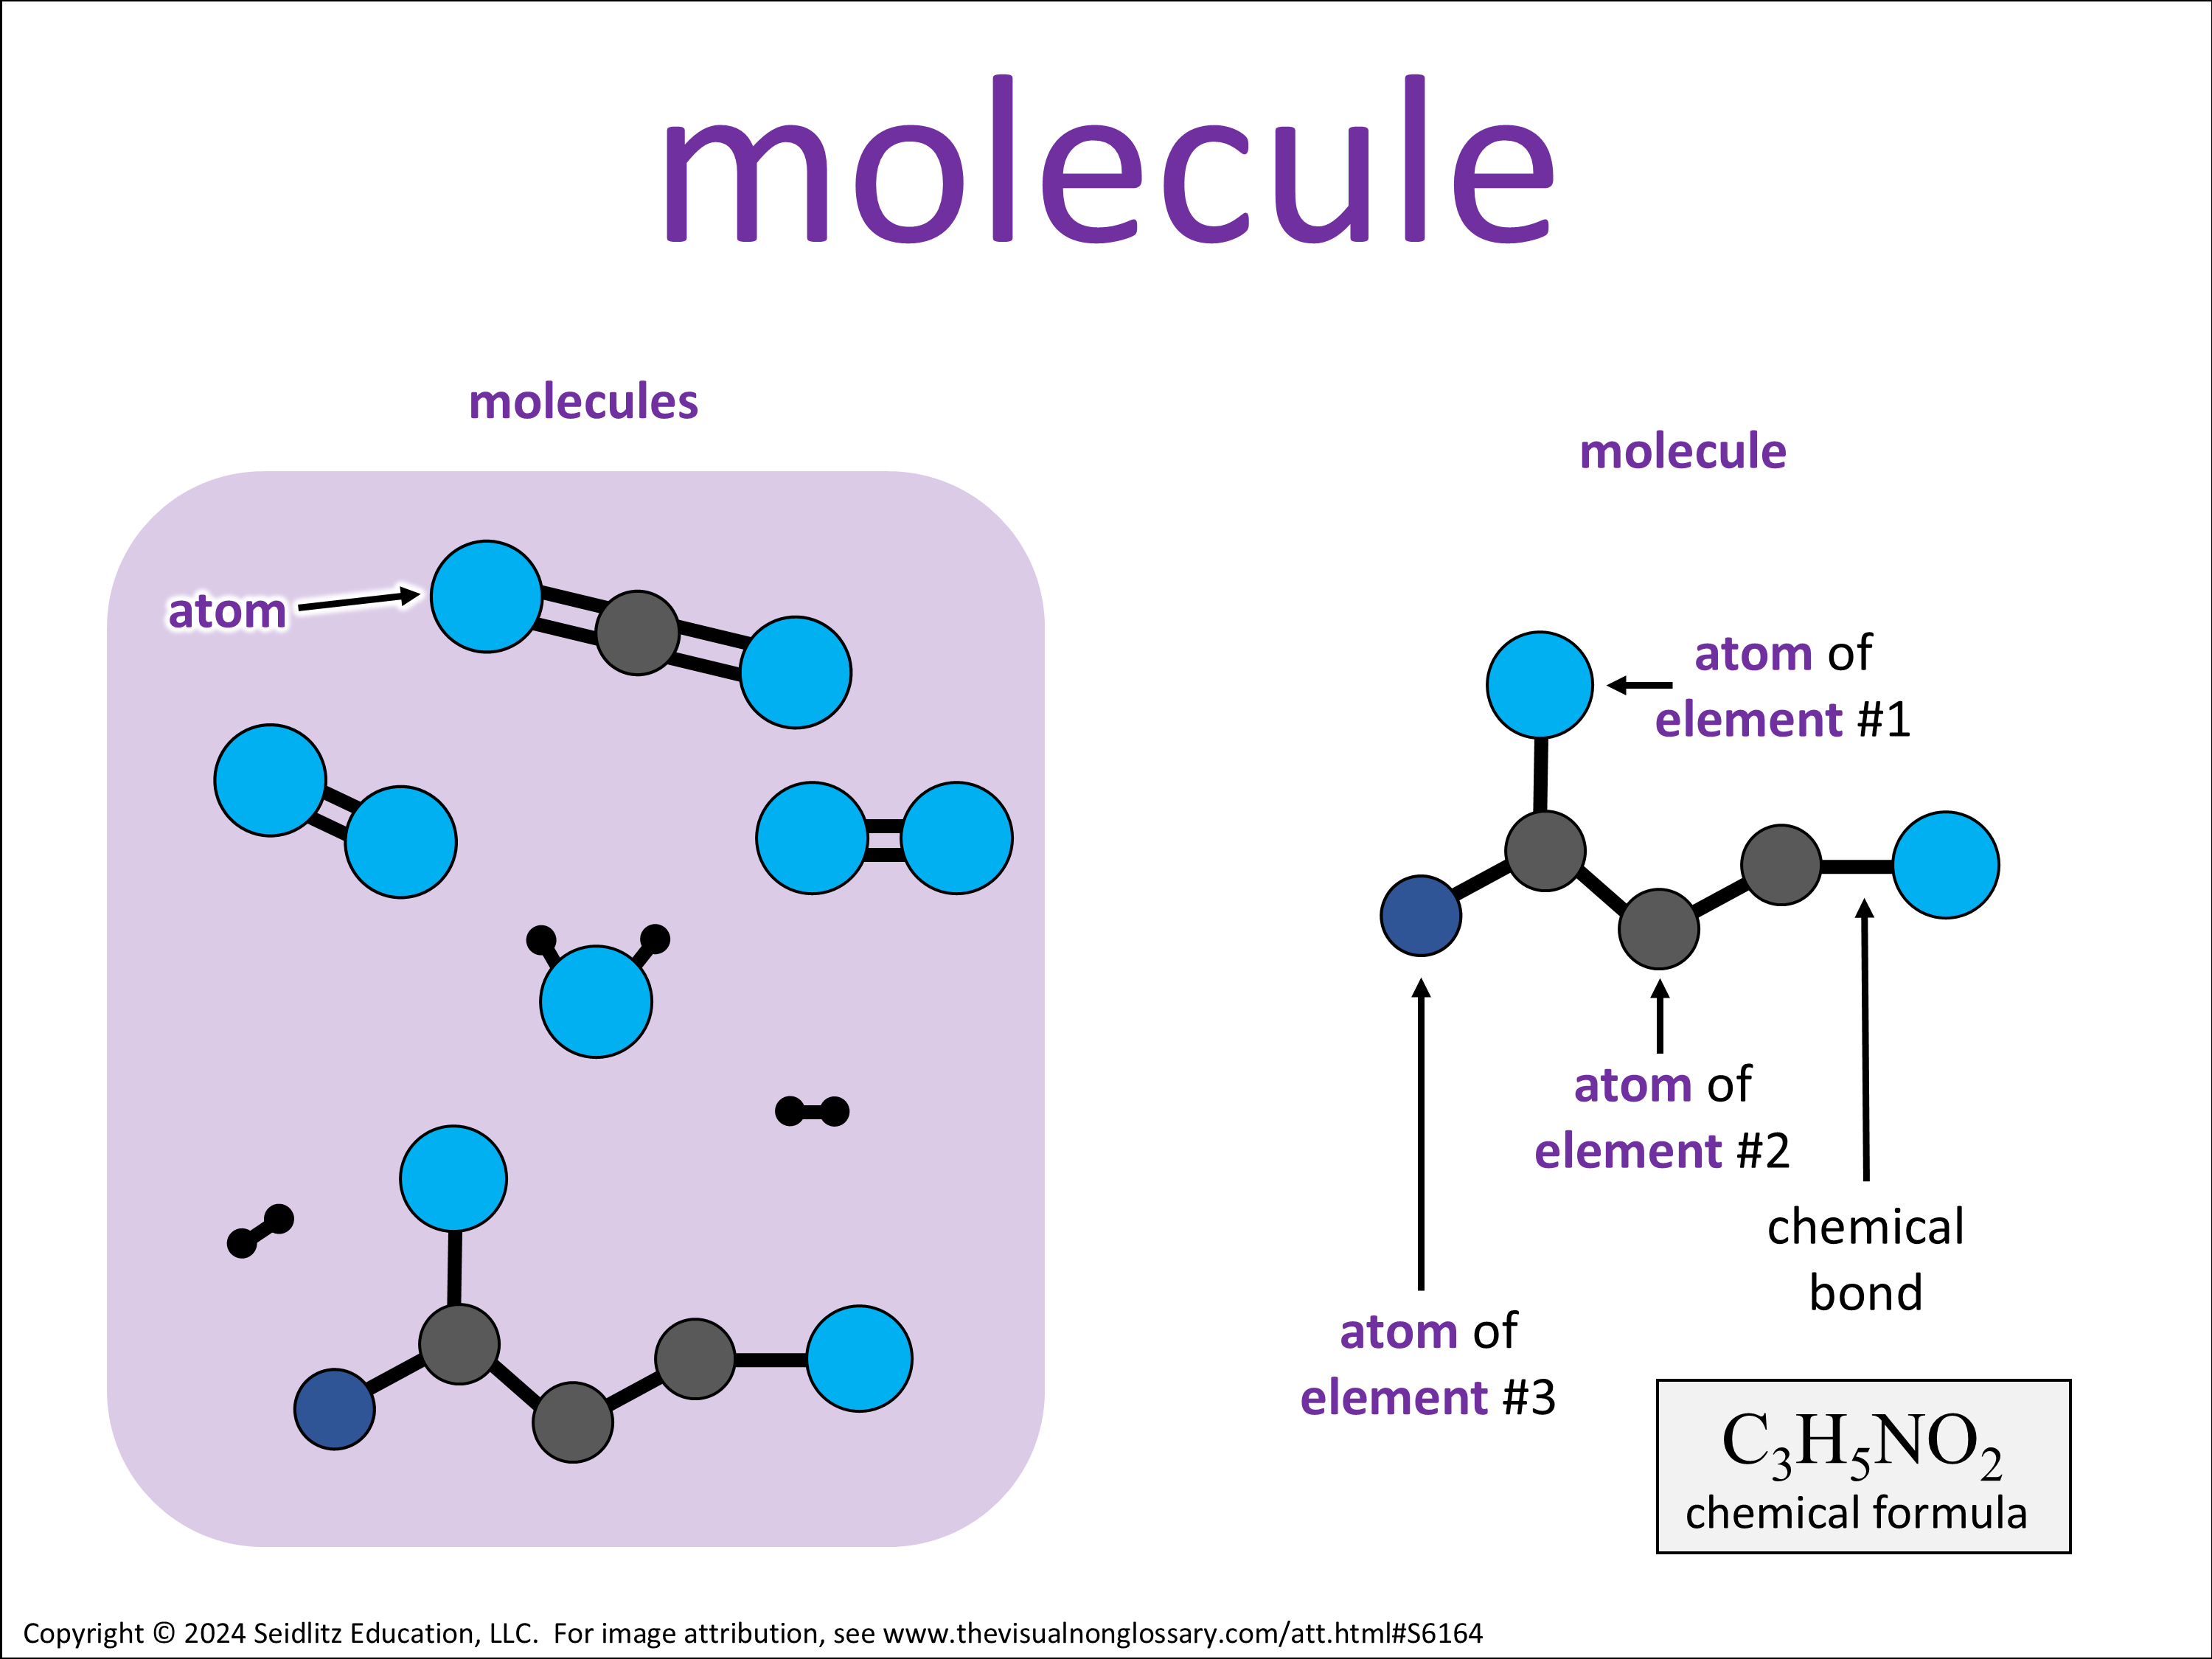 molecule
molecules
atom
molecule
atom of
element #1
atom of
element #2
chemical
bond
atom of
element #3
C₃H₅NO₂
chemical formula
Copyright © 2024 Seidlitz Education, LLC.  For image attribution, see www.thevisualnonglossary.com/att.html#S6164